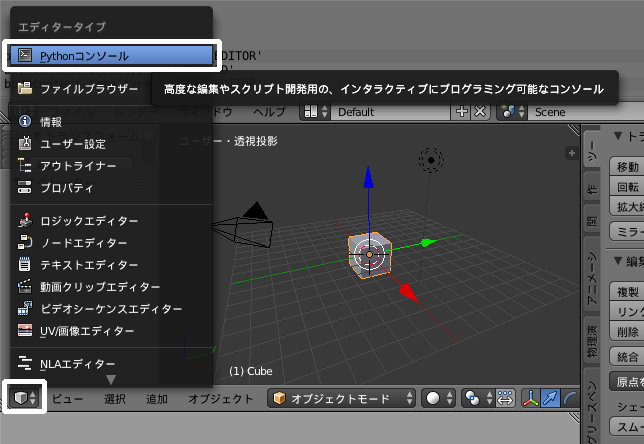 エディタータイプ
Pythonコンソール
EDITOR'
ファイルブラウザー
高度な編集やスクリプト開発用の、インタラクティブにプログラミング可能なコンソール
情報
ファイル
レンダー
ウィンドウ
ヘルプ
Default
Scene
ユーザー設定
ユーザー・透視投影
アウトライナー
プロパティ
ロジックエディター
ノードエディター
テキストエディター
動画クリップエディター
ビデオシーケンスエディター
UV/画像エディター
NLAエディター
(1) Cube
ビュー
選択
追加
オブジェクト
オブジェクトモード
ツー
作
関
アニメーション
物理演
リースペン
▼ トラ
移動
回転
拡大縮
ミラー
▼ 編集
複製
リンク
削除
統合
原点を
シェー
スムー